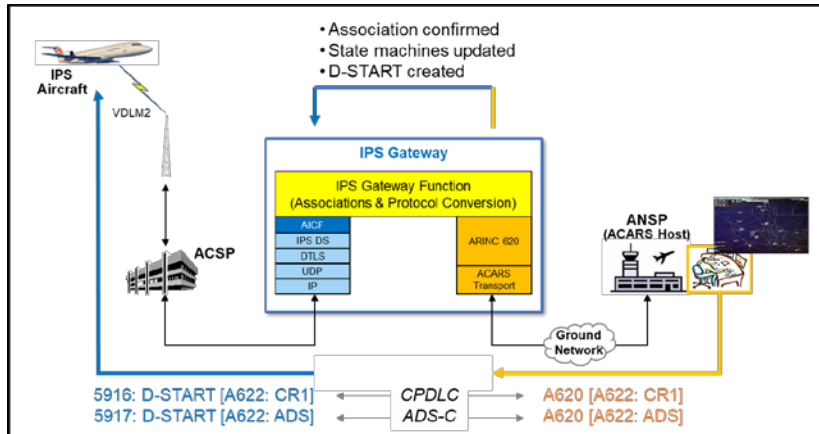 • Association confirmed
• State machines updated
• D-START created
IPS
Aircraft
VDLM2
IPS Gateway
IPS Gateway Function
(Associations & Protocol Conversion)
AICF
IPS DS
DTLS
UDP
IP
ARINC 620
ACARS
Transport
ACSP
ANSP
(ACARS Host)
Ground
Network
5916: D-START [A622: CR1]
CPDLC
A620 [A622: CR1]
5917: D-START [A622: ADS]
ADS-C
A620 [A622: ADS]